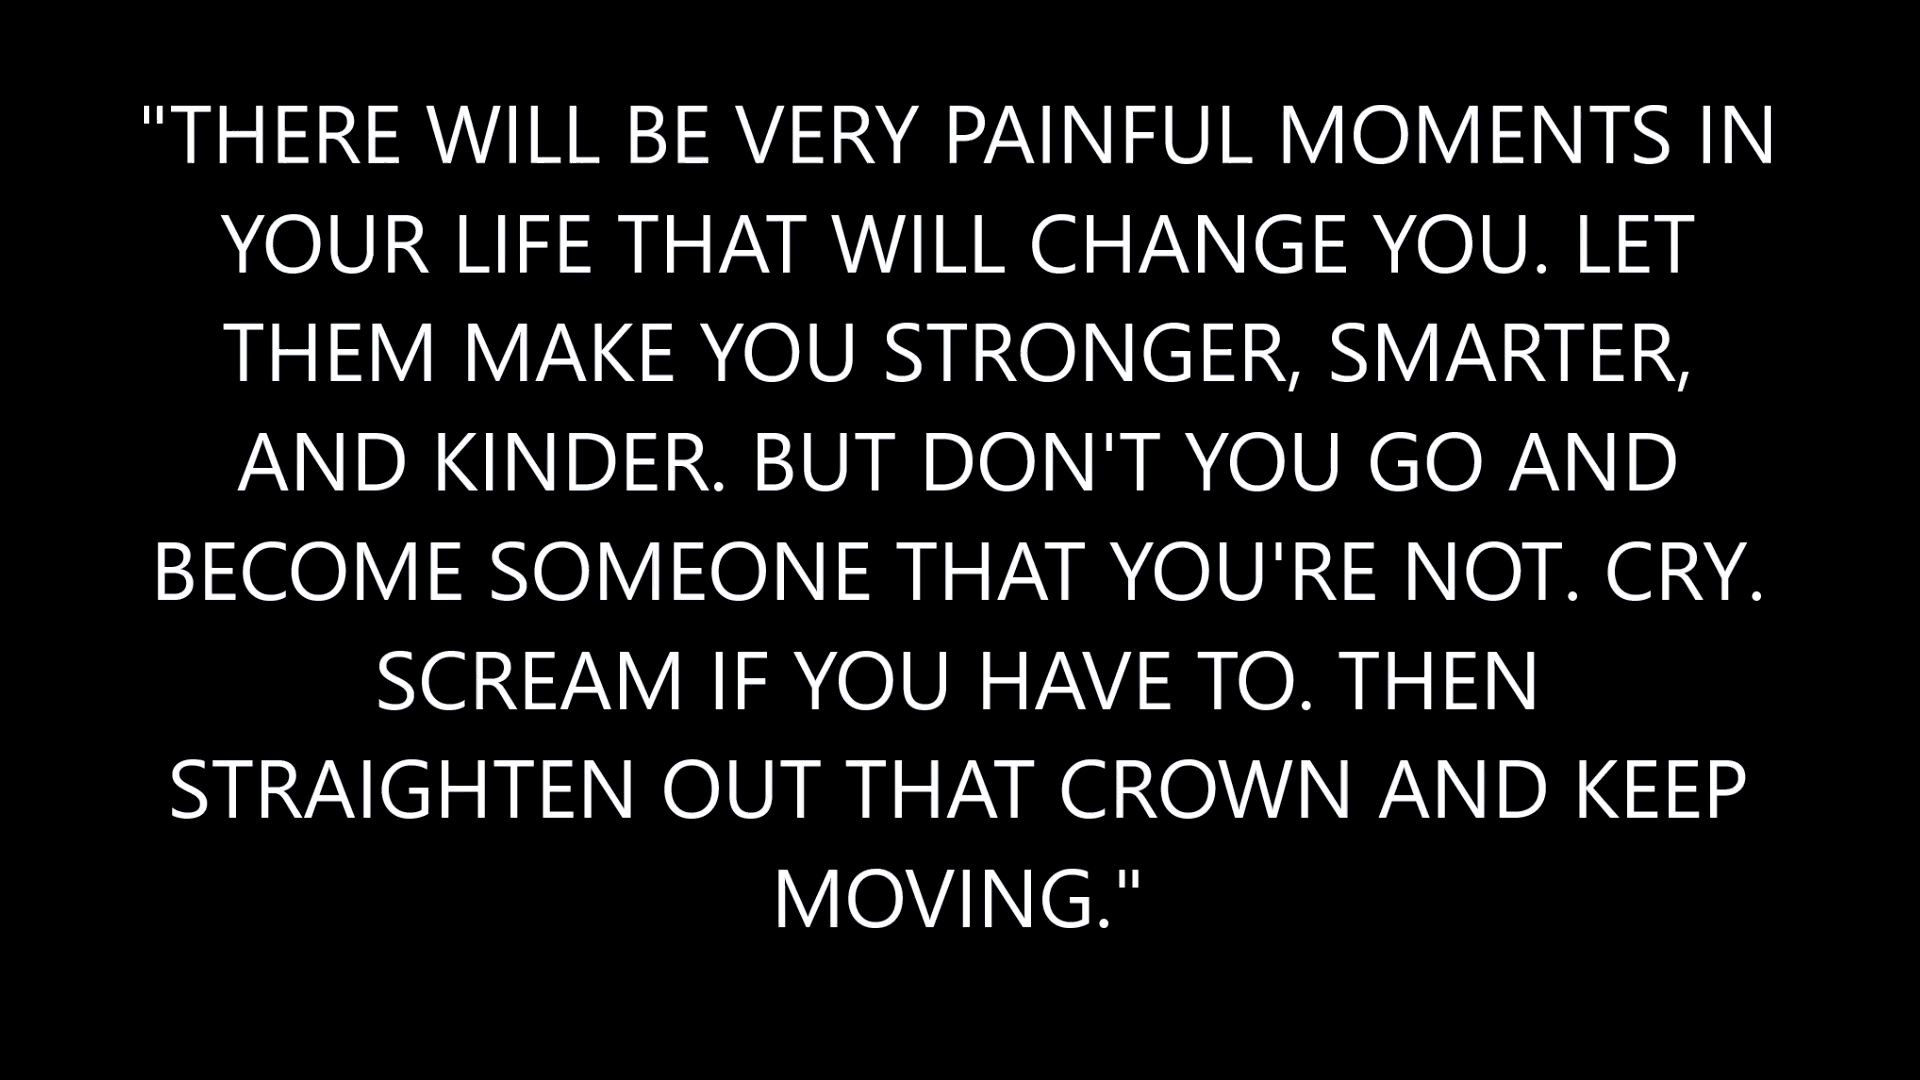 "THERE WILL BE VERY PAINFUL MOMENTS IN
YOUR LIFE THAT WILL CHANGE YOU. LET
THEM MAKE YOU STRONGER, SMARTER,
AND KINDER. BUT DON'T YOU GO AND
BECOME SOMEONE THAT YOU'RE NOT. CRY.
SCREAM IF YOU HAVE TO. THEN
STRAIGHTEN OUT THAT CROWN AND KEEP
MOVING."